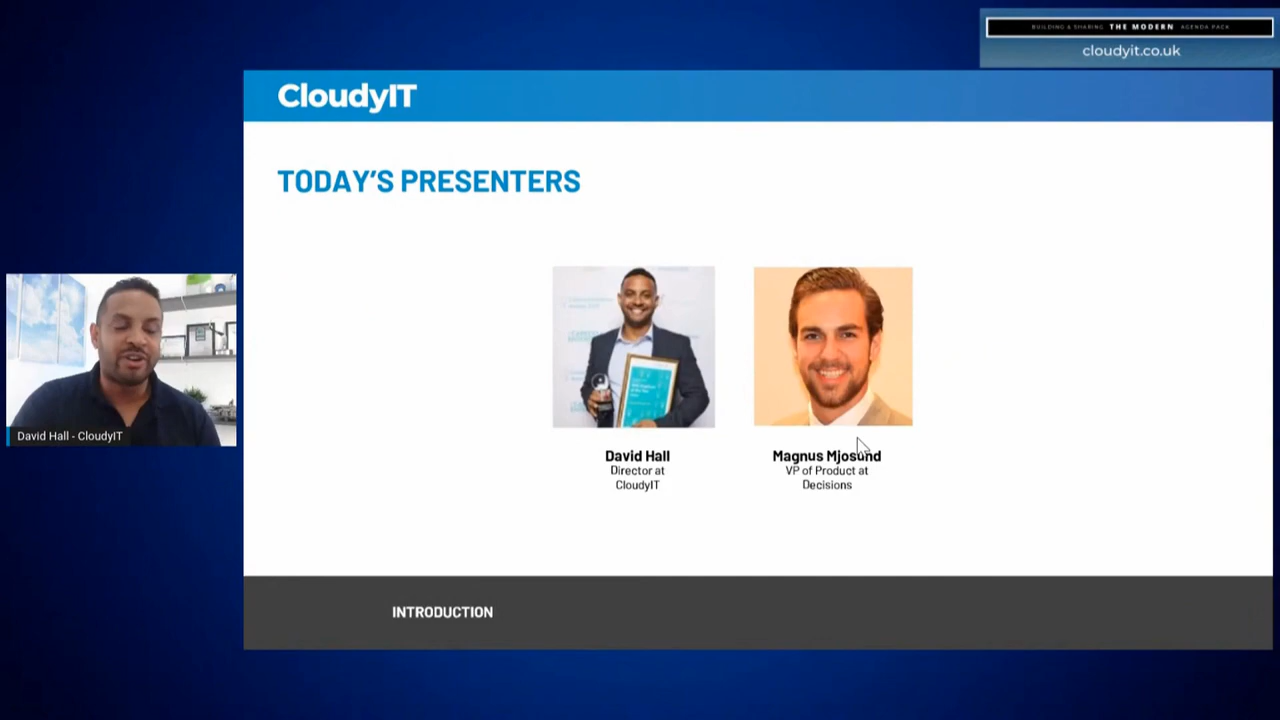 BUILDING & SHARING THE MODERN AGENDA PACK
cloudyit.co.uk
CloudyIT
TODAY'S PRESENTERS
David Hall - CloudyIT
David Hall
Director at
CloudyIT
Magnus Mjosund
VP of Product at
Decisions
INTRODUCTION